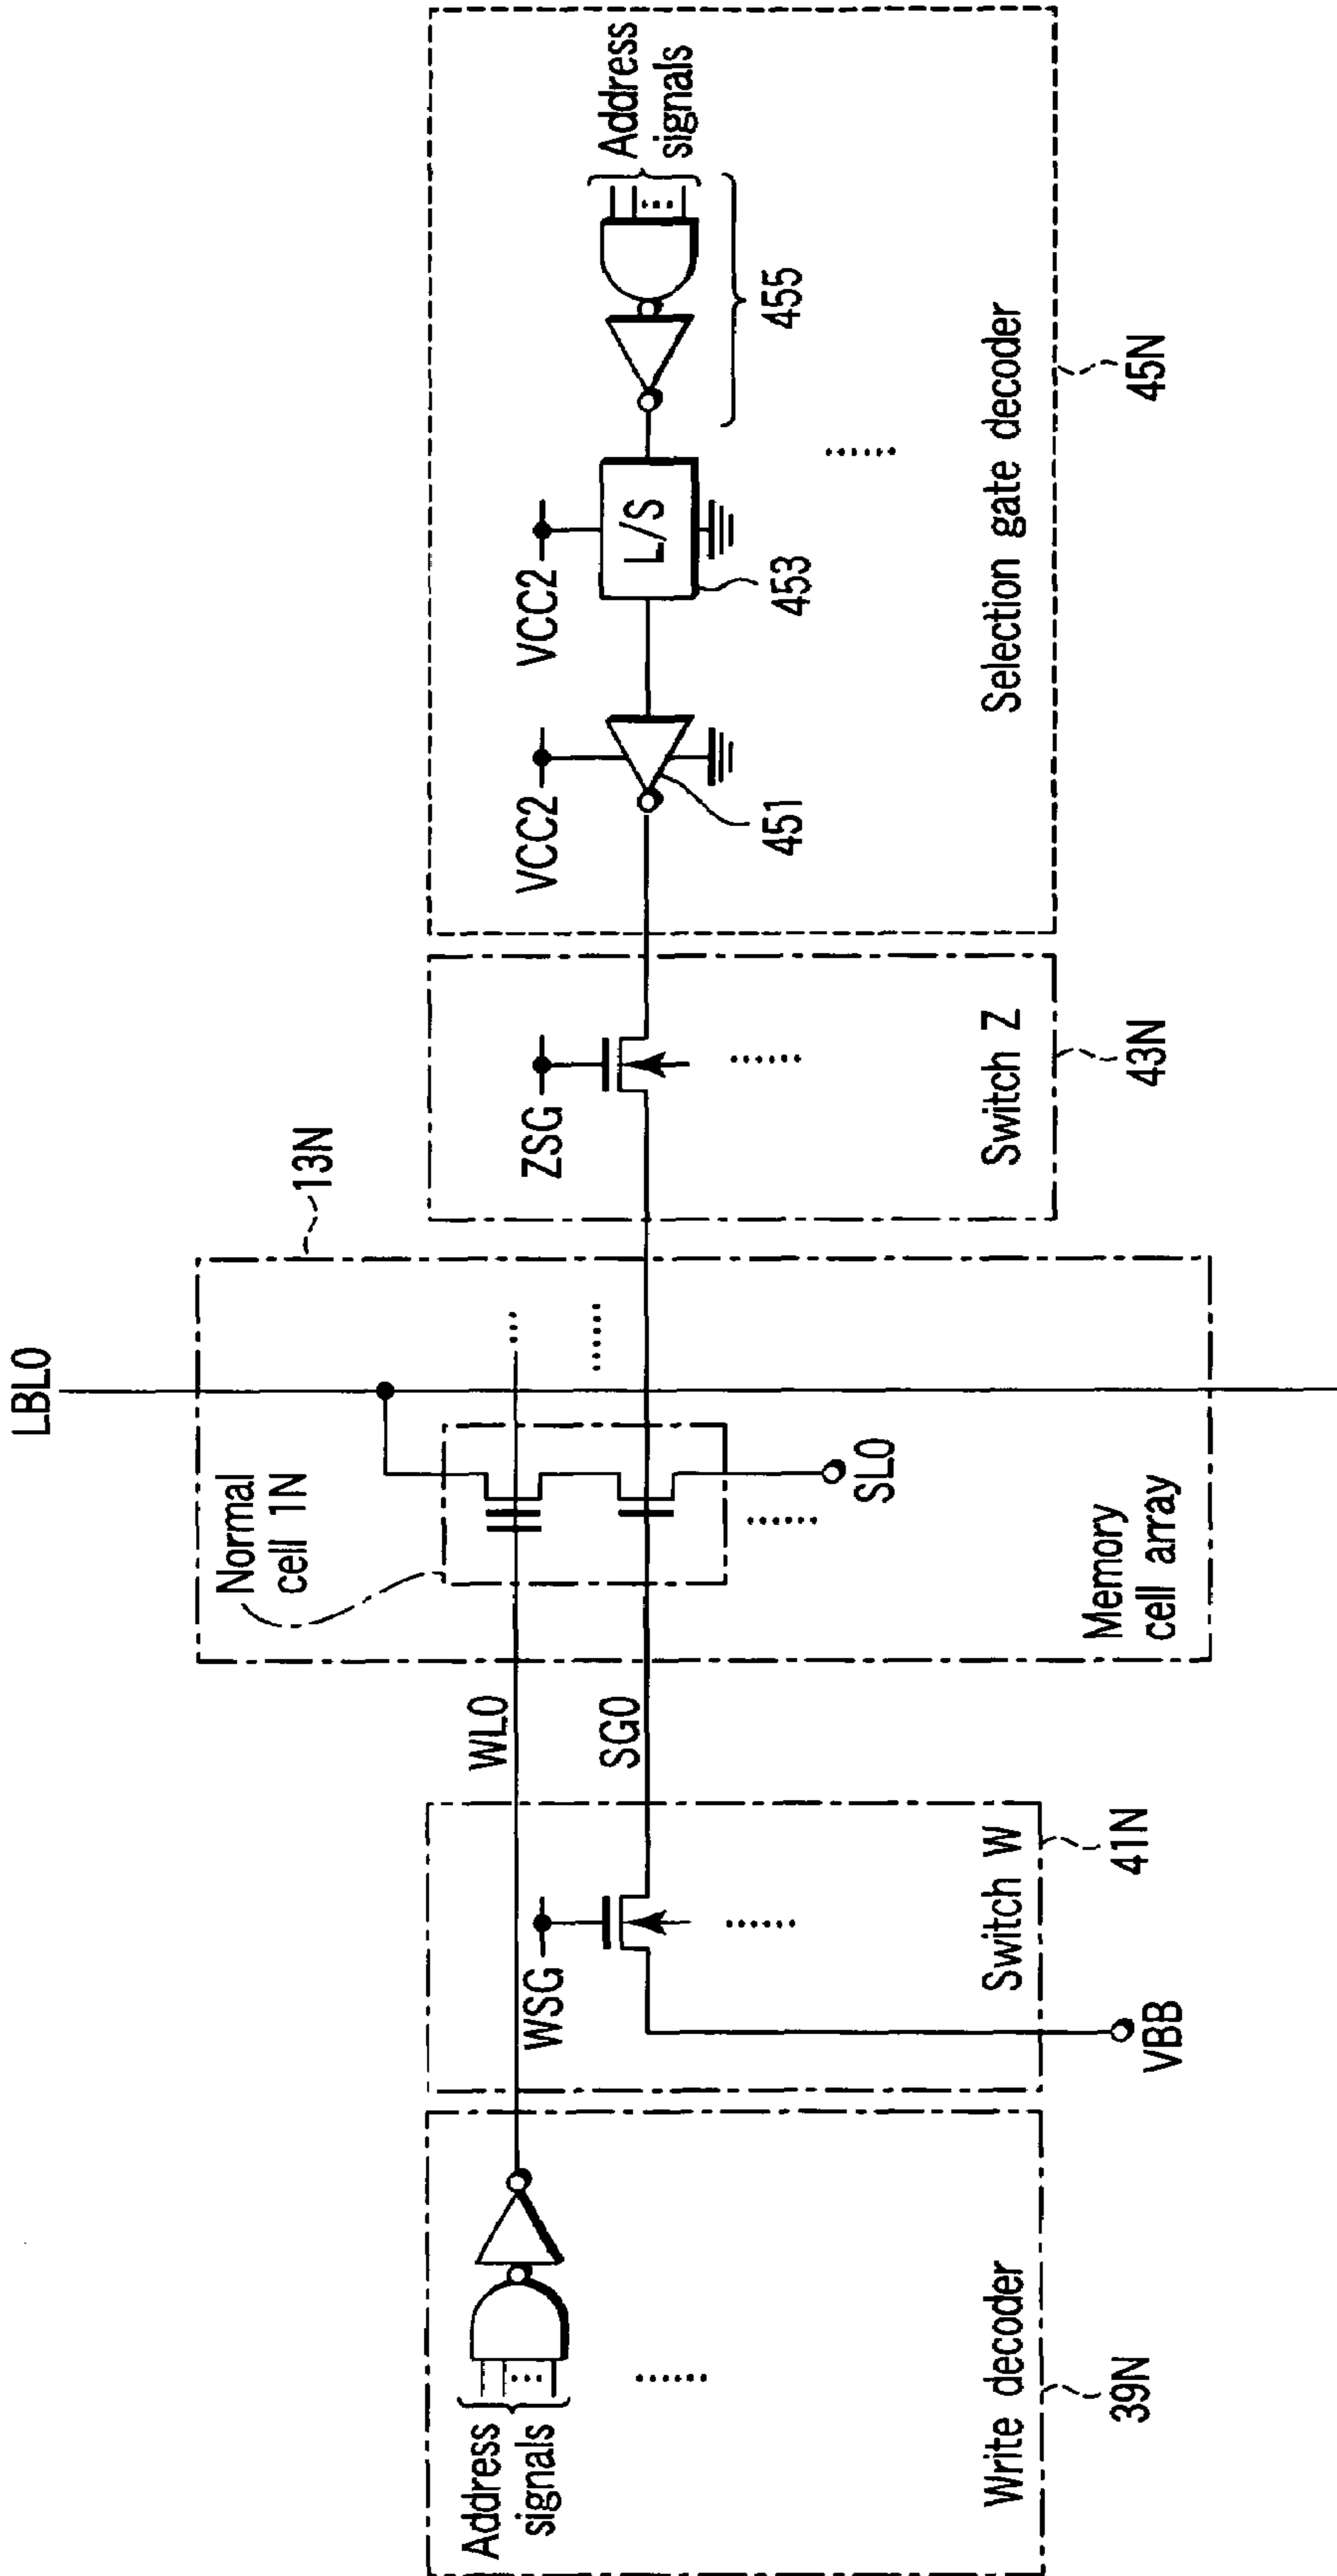 LBL0
Normal
cell 1N
13N
WL0
SG0
SL0
Memory
cell array
Address
signals
Write decoder
39N
WSG
VBB
Switch W
41N
ZSG
Switch Z
43N
VCC2
451
VCC2
L/S
453
455
Address
signals
Selection gate decoder
45N